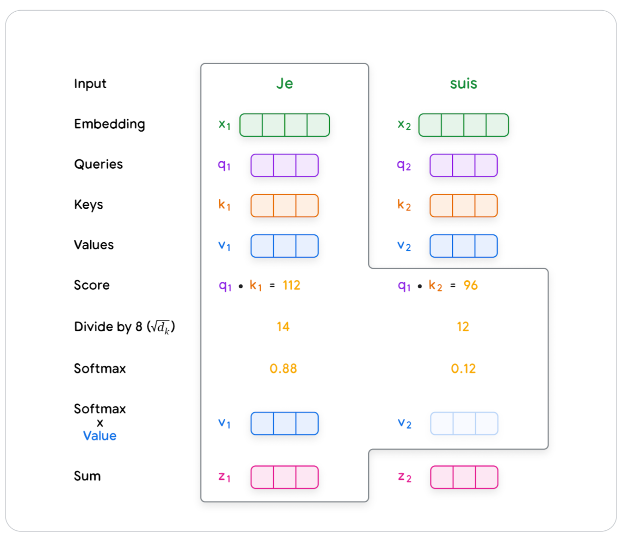 Input Je suis
Embedding x₁ x₂
Queries q₁ q₂
Keys k₁ k₂
Values v₁ v₂
Score q₁ • k₁ = 112 q₁ • k₂ = 96
Divide by 8 (√dₖ) 14 12
Softmax 0.88 0.12
Softmax
x
Value
v₁ v₂
Sum z₁ z₂